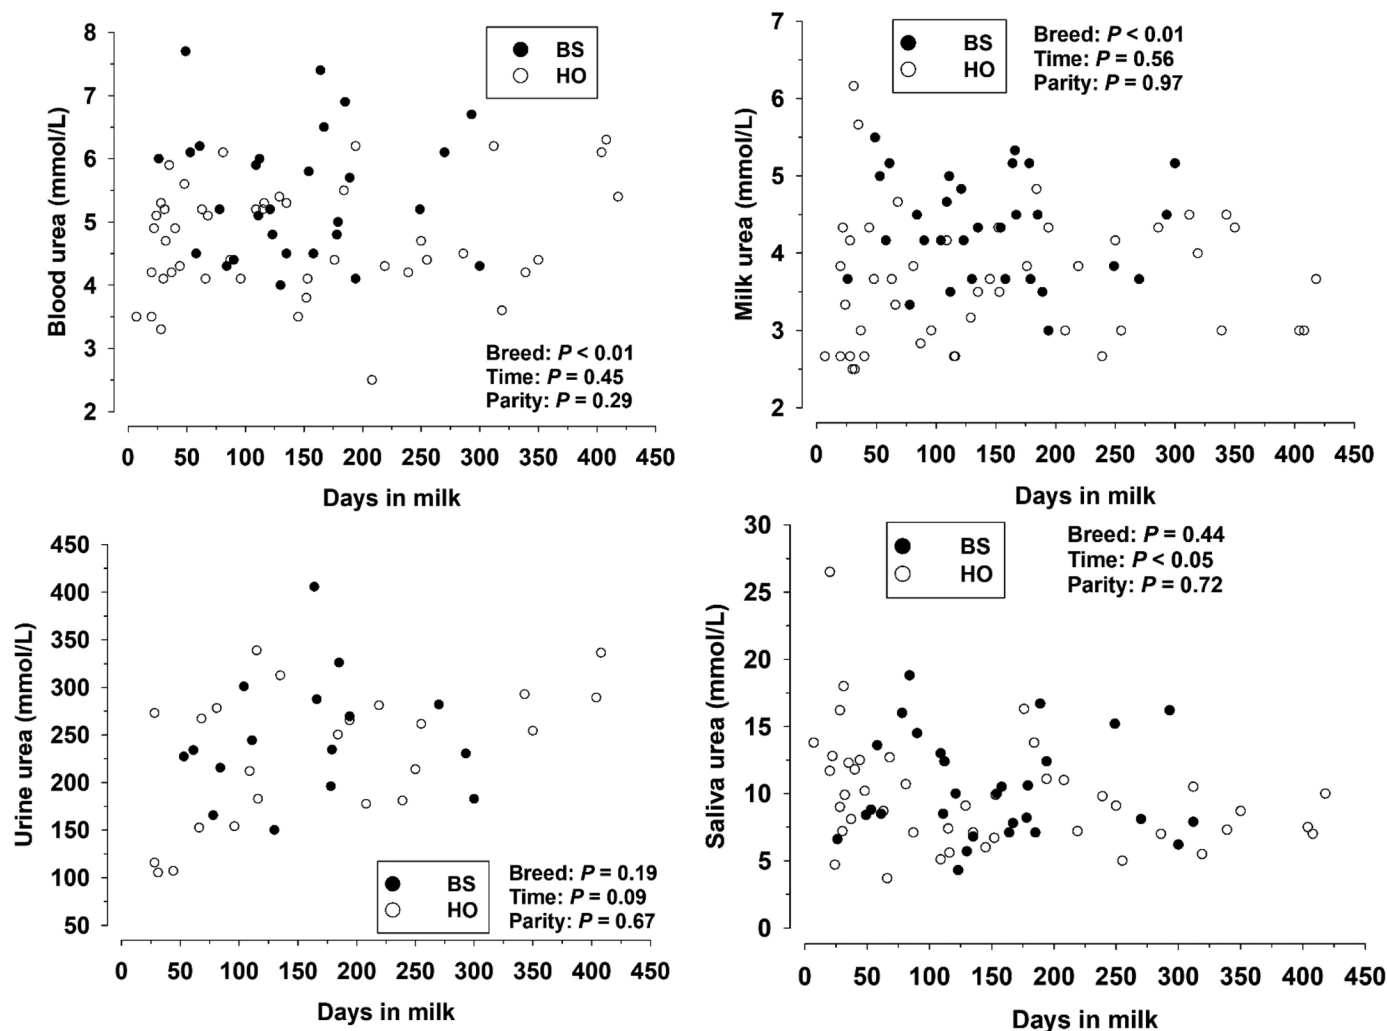 8
7
6
5
4
3
2
Blood urea (mmol/L)
BS
HO
Breed: P < 0.01
Time: P = 0.45
Parity: P = 0.29
0 50 100 150 200 250 300 350 400 450
Days in milk
7
6
5
4
3
2
Milk urea (mmol/L)
BS
HO
Breed: P < 0.01
Time: P = 0.56
Parity: P = 0.97
0 50 100 150 200 250 300 350 400 450
Days in milk
450
400
350
300
250
200
150
100
50
Urine urea (mmol/L)
BS
HO
Breed: P = 0.19
Time: P = 0.09
Parity: P = 0.67
0 50 100 150 200 250 300 350 400 450
Days in milk
30
25
20
15
10
5
0
Saliva urea (mmol/L)
BS
HO
Breed: P = 0.44
Time: P < 0.05
Parity: P = 0.72
0 50 100 150 200 250 300 350 400 450
Days in milk